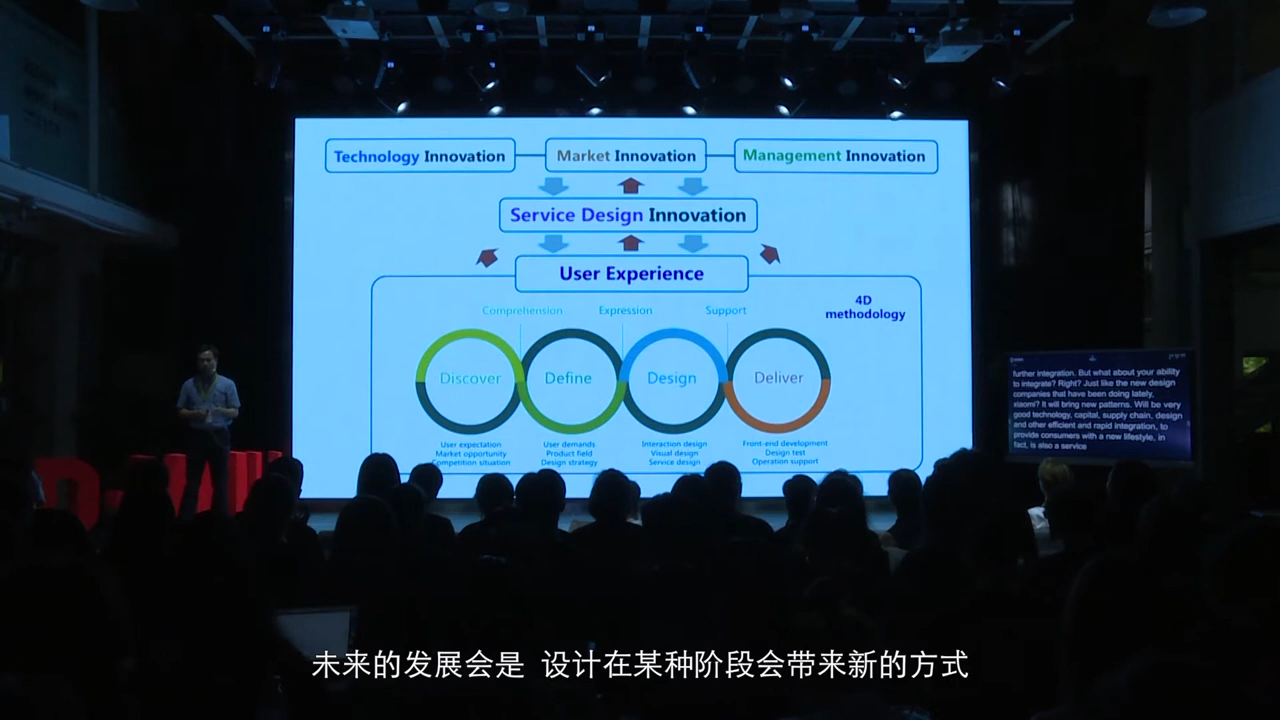 Technology Innovation
Market Innovation
Management Innovation
Service Design Innovation
User Experience
4D
methodology
Comprehension
Expression
Support
Discover
Define
Design
Deliver
User expectation
Market opportunity
Competition situation
User demands
Product field
Design strategy
Interaction design
Visual design
Service design
Front-end development
Design test
Operation support
further integration. But what about your ability
to integrate? Right? Just like the new design
companies that have been doing lately,
xiaomi? It will bring new patterns. Will be very
good technology, capital, supply chain, design
and other efficient and rapid integration, to
provide consumers with a new lifestyle, in
fact, is also a service
未来的发展会是 设计在某种阶段会带来新的方式